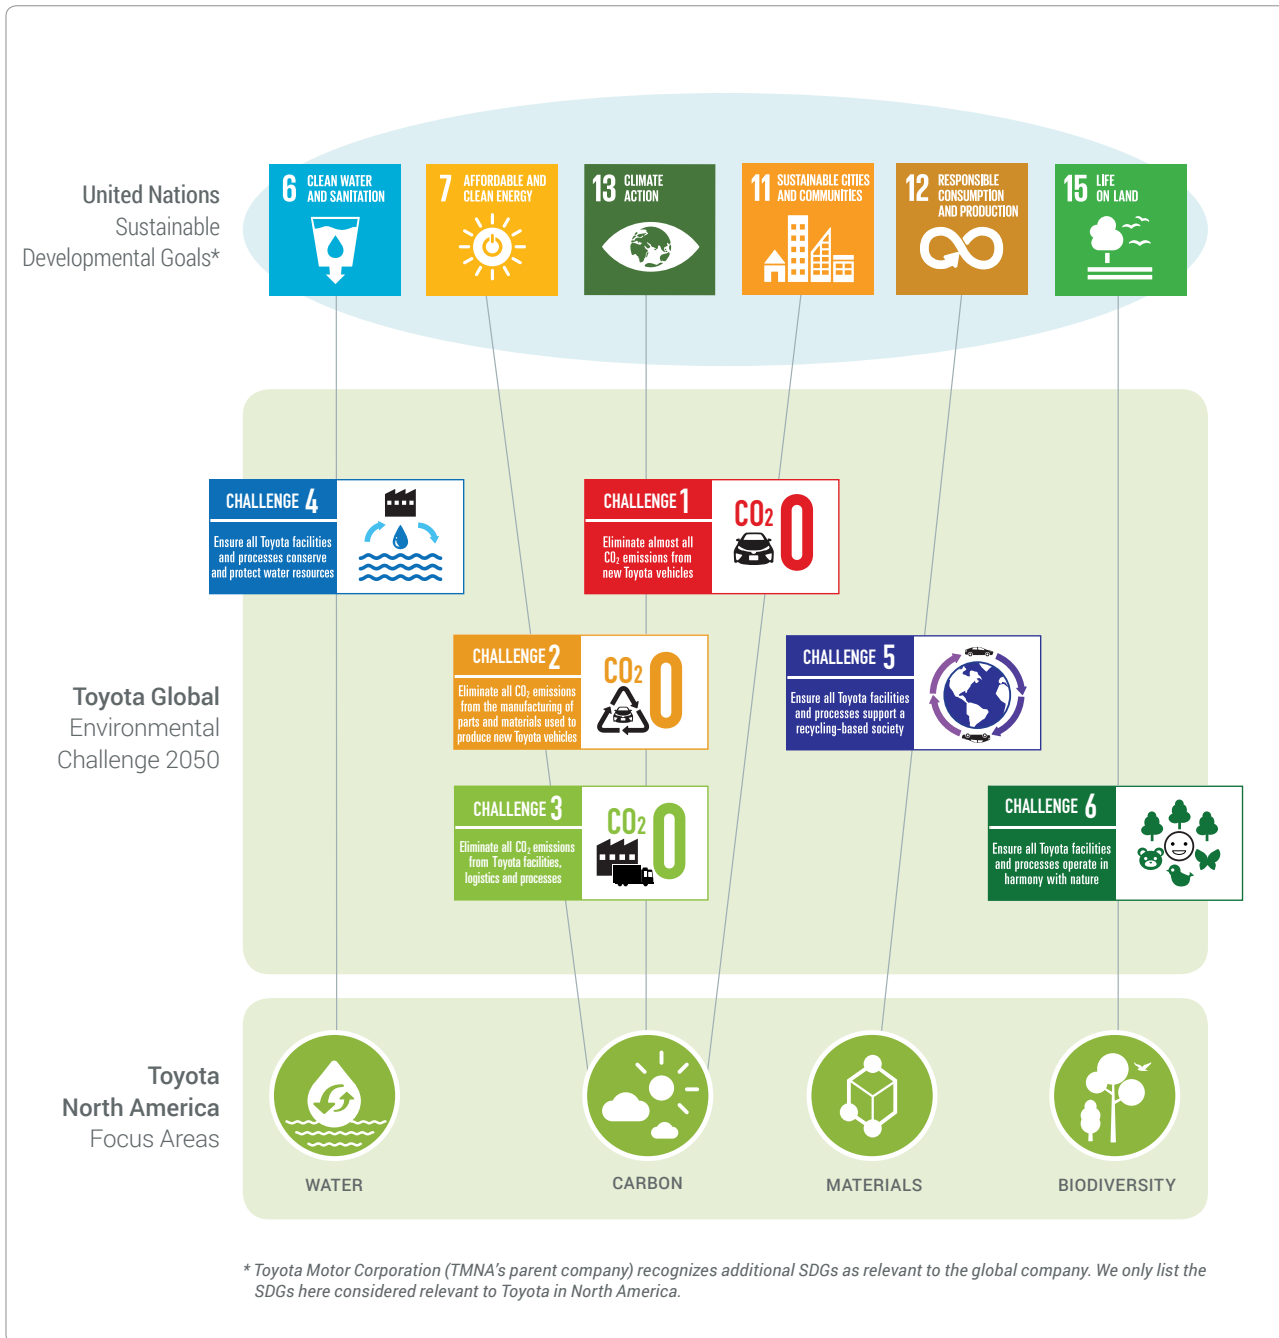 United Nations
Sustainable
Developmental Goals*
6 CLEAN WATER
AND SANITATION
7 AFFORDABLE AND
CLEAN ENERGY
13 CLIMATE
ACTION
11 SUSTAINABLE CITIES
AND COMMUNITIES
12 RESPONSIBLE
CONSUMPTION
AND PRODUCTION
15 LIFE
ON LAND
Toyota Global
Environmental
Challenge 2050
CHALLENGE 4
Ensure all Toyota facilities
and processes conserve
and protect water resources
CHALLENGE 1
Eliminate almost all
CO₂ emissions from
new Toyota vehicles
CO₂ 0
CHALLENGE 2
Eliminate all CO₂ emissions
from the manufacturing of
parts and materials used to
produce new Toyota vehicles
CO₂ 0
CHALLENGE 5
Ensure all Toyota facilities
and processes support a
recycling-based society
CHALLENGE 3
Eliminate all CO₂ emissions
from Toyota facilities,
logistics and processes
CO₂ 0
CHALLENGE 6
Ensure all Toyota facilities
and processes operate in
harmony with nature
Toyota
North America
Focus Areas
WATER
CARBON
MATERIALS
BIODIVERSITY
* Toyota Motor Corporation (TMNA's parent company) recognizes additional SDGs as relevant to the global company. We only list the
SDGs here considered relevant to Toyota in North America.